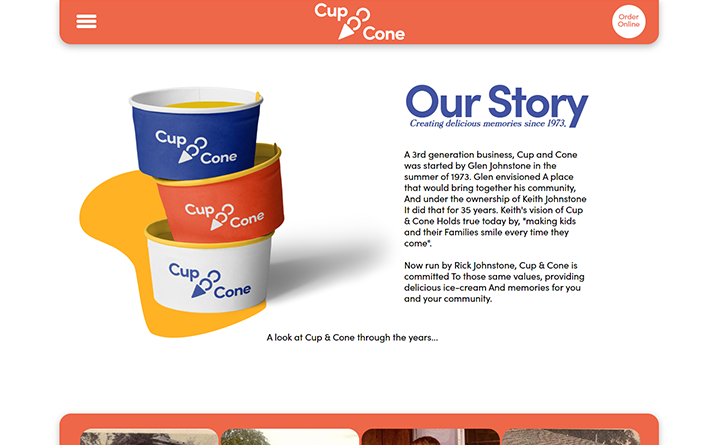 Cup
Cone
Order
Online
Our Story
Creating delicious memories since 1973.
A 3rd generation business, Cup and Cone
was started by Glen Johnstone in the
summer of 1973. Glen envisioned A place
that would bring together his community,
And under the ownership of Keith Johnstone
It did that for 35 years. Keith's vision of Cup
& Cone Holds true today by, "making kids
and their Families smile every time they
come".
Now run by Rick Johnstone, Cup & Cone is
committed To those same values, providing
delicious ice-cream And memories for you
and your community.
Cup
Cone
Cup
Cone
Cup
Cone
A look at Cup & Cone through the years...